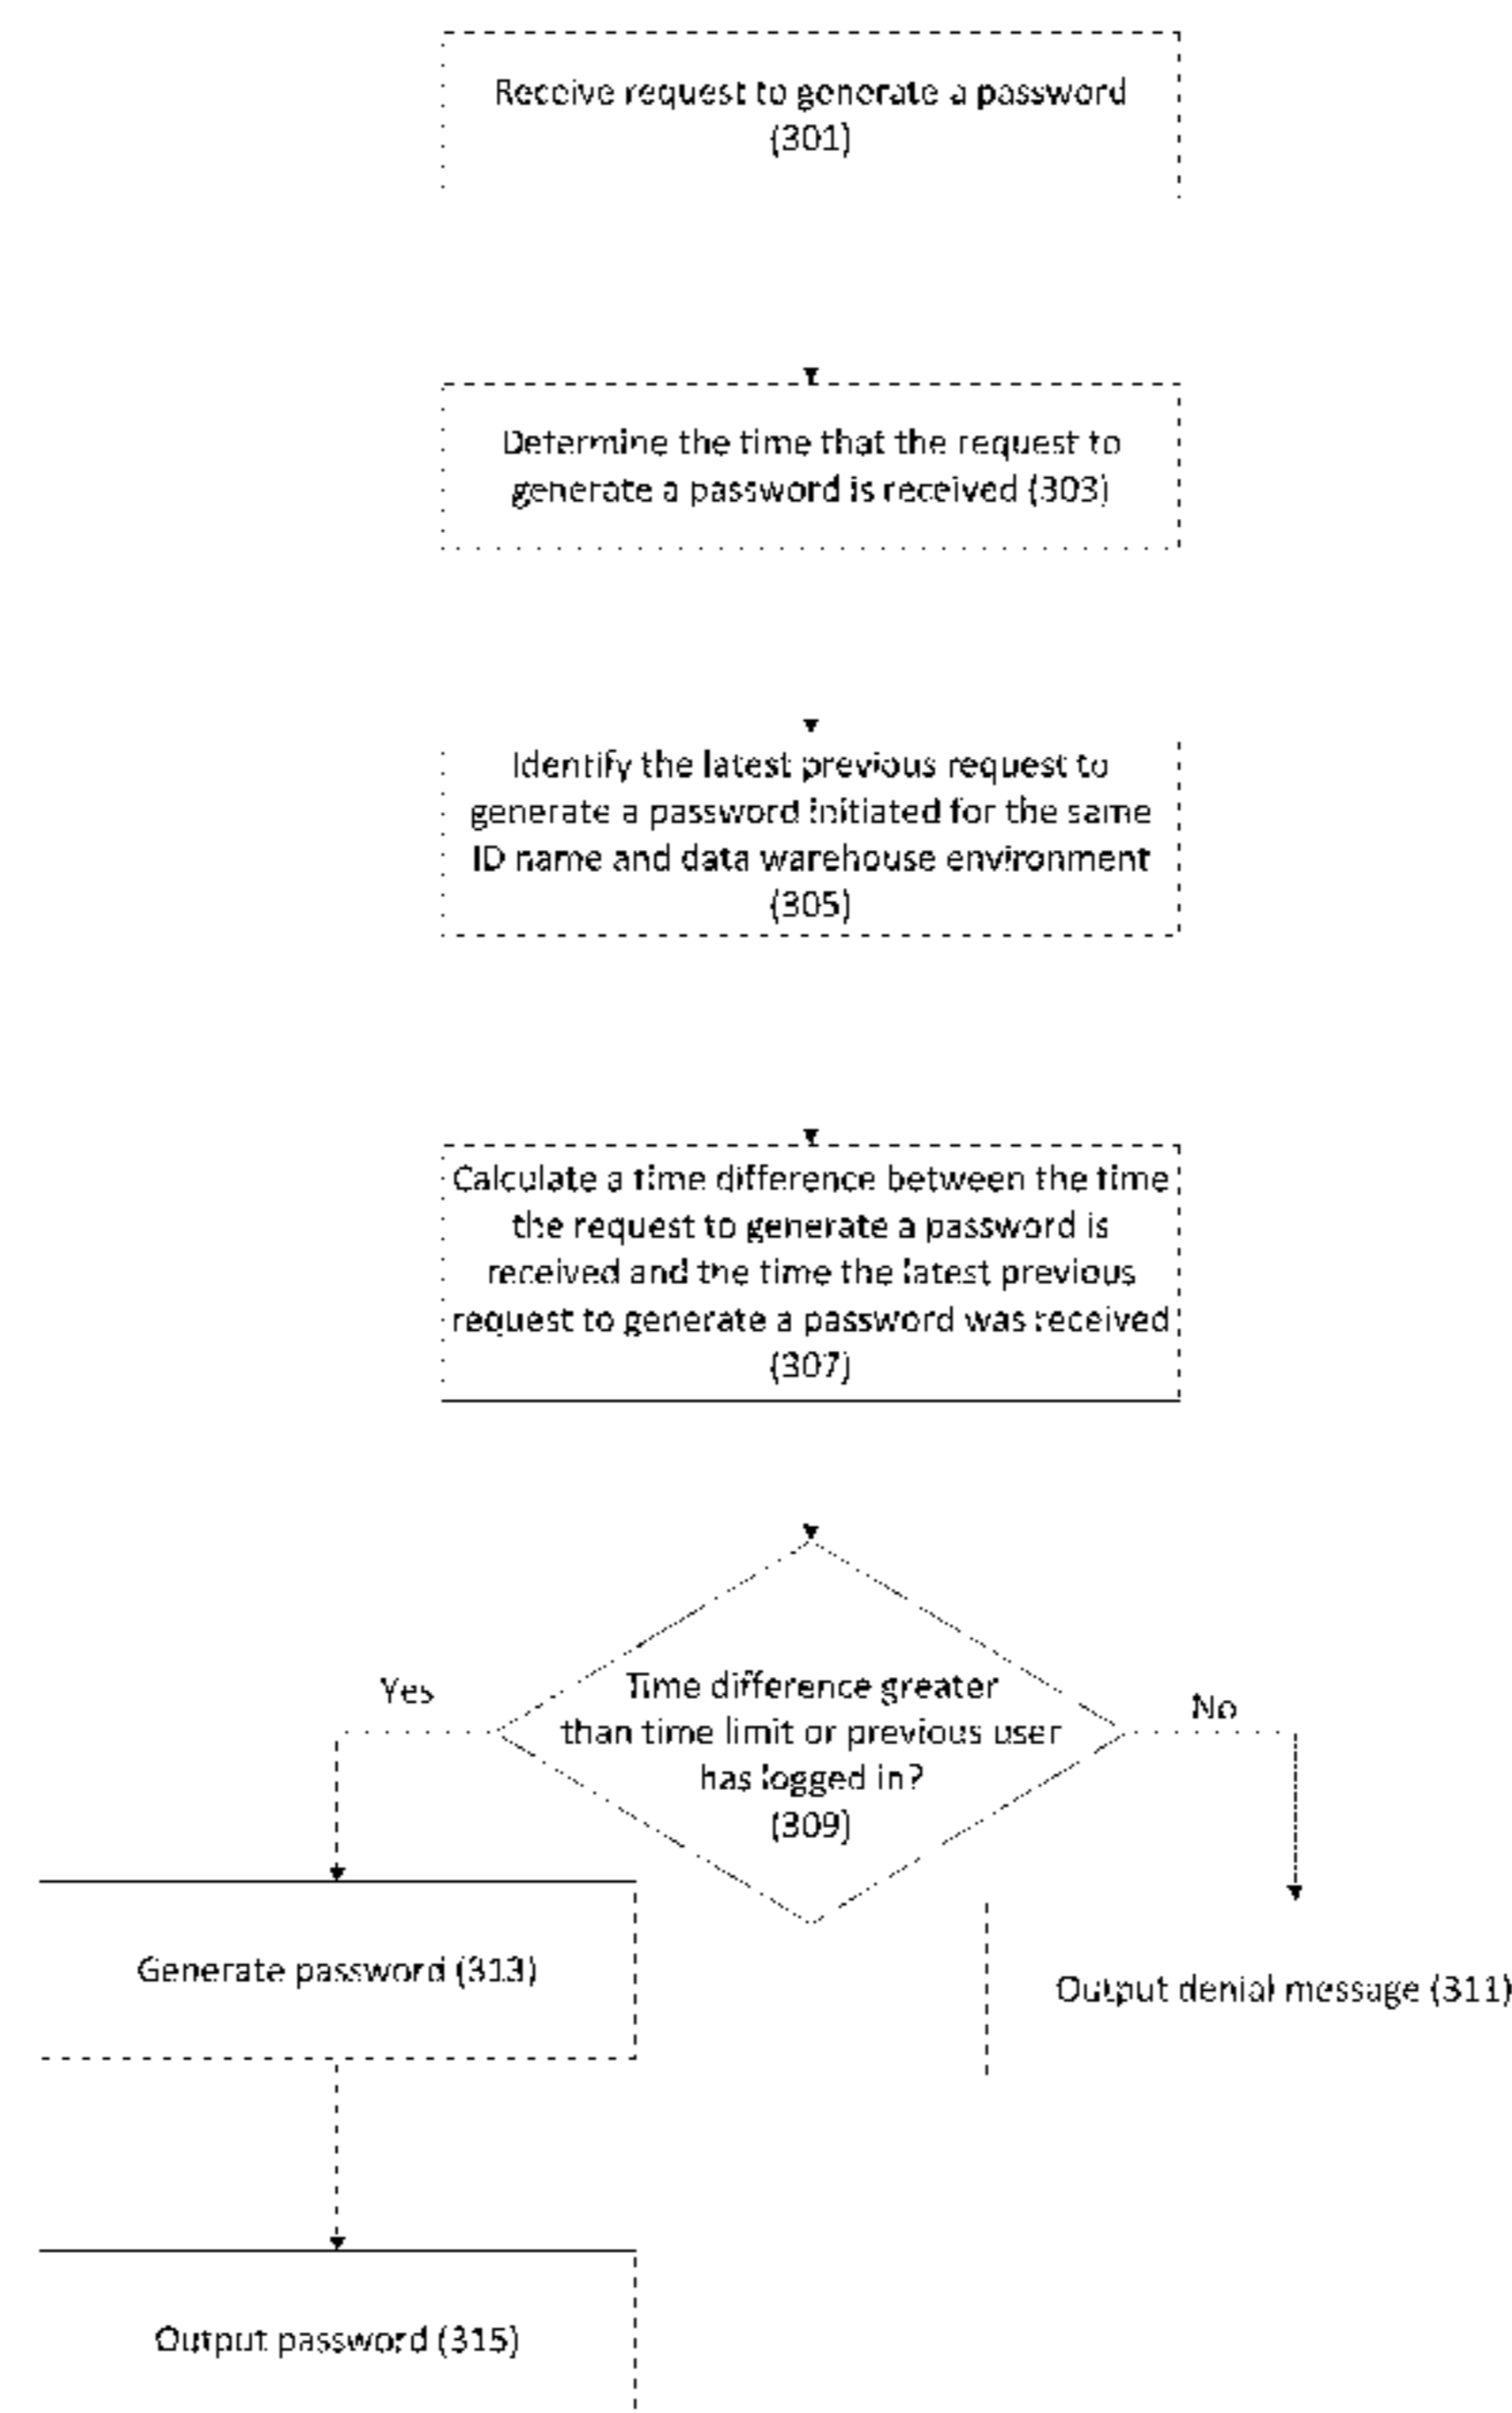 Receive request to generate a password
(301)
Determine the time that the request to
generate a password is received (303)
Identify the latest previous request to
generate a password initiated for the same
ID name and data warehouse environment
(305)
Calculate a time difference between the time
the request to generate a password is
received and the time the latest previous
request to generate a password was received
(307)
Time difference greater
than time limit or previous user
has logged in?
(309)
Yes
No
Generate password (313)
Output denial message (311)
Output password (315)